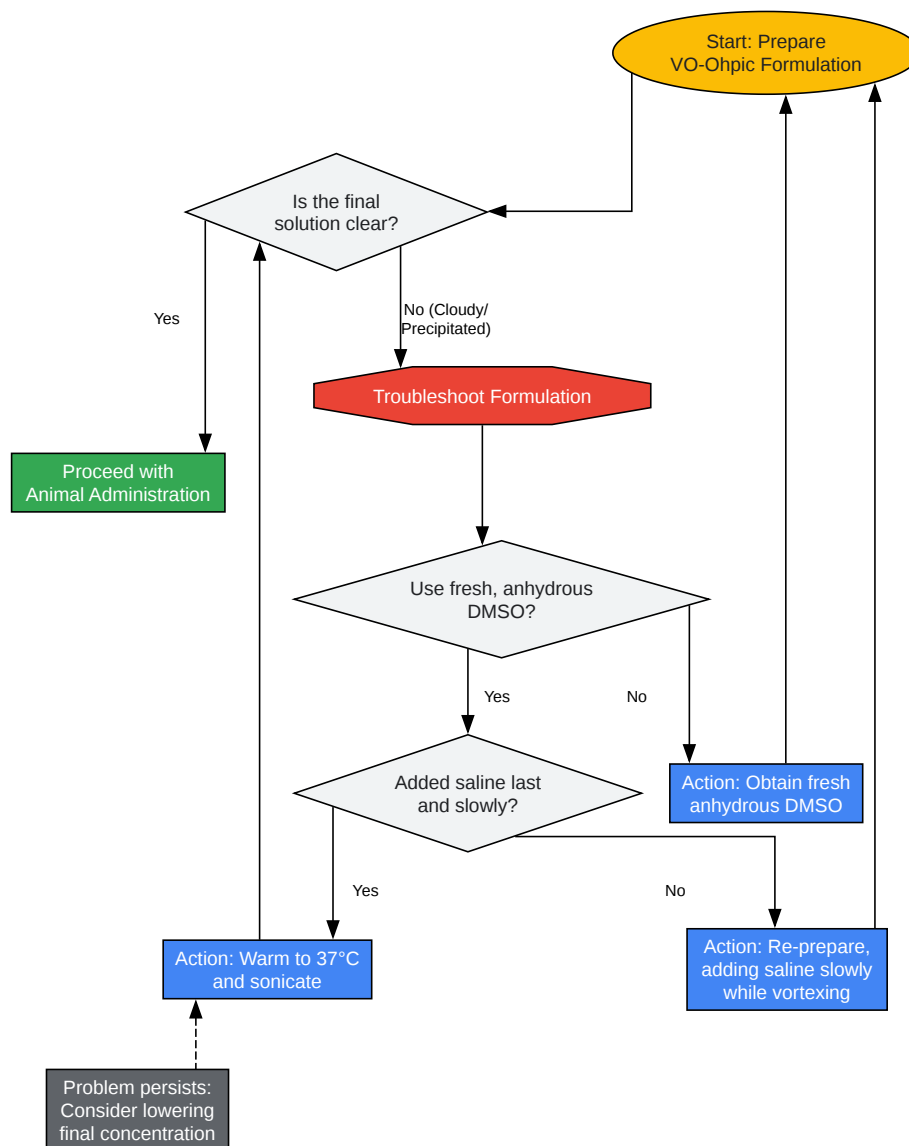 Start: Prepare
VO-Ohpic Formulation
Is the final
solution clear?
Yes
No (Cloudy/
Precipitated)
Troubleshoot Formulation
Proceed with
Animal Administration
Use fresh, anhydrous
DMSO?
Yes
No
Added saline last
and slowly?
Action: Obtain fresh
anhydrous DMSO
Yes
No
Action: Warm to 37°C
and sonicate
Action: Re-prepare,
adding saline slowly
while vortexing
Problem persists:
Consider lowering
final concentration